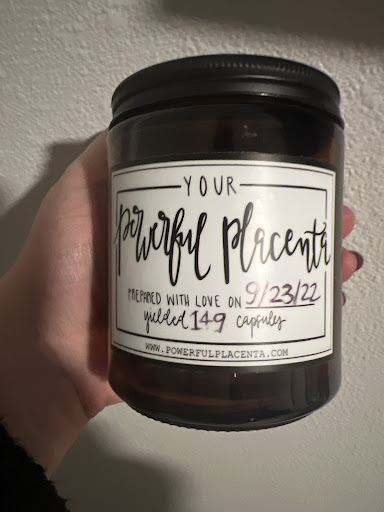 YOUR
powerful placenta
PREPARED WITH LOVE ON 9/23/22
yielded 149 capsules
WWW.POWERFULPLACENTA.COM